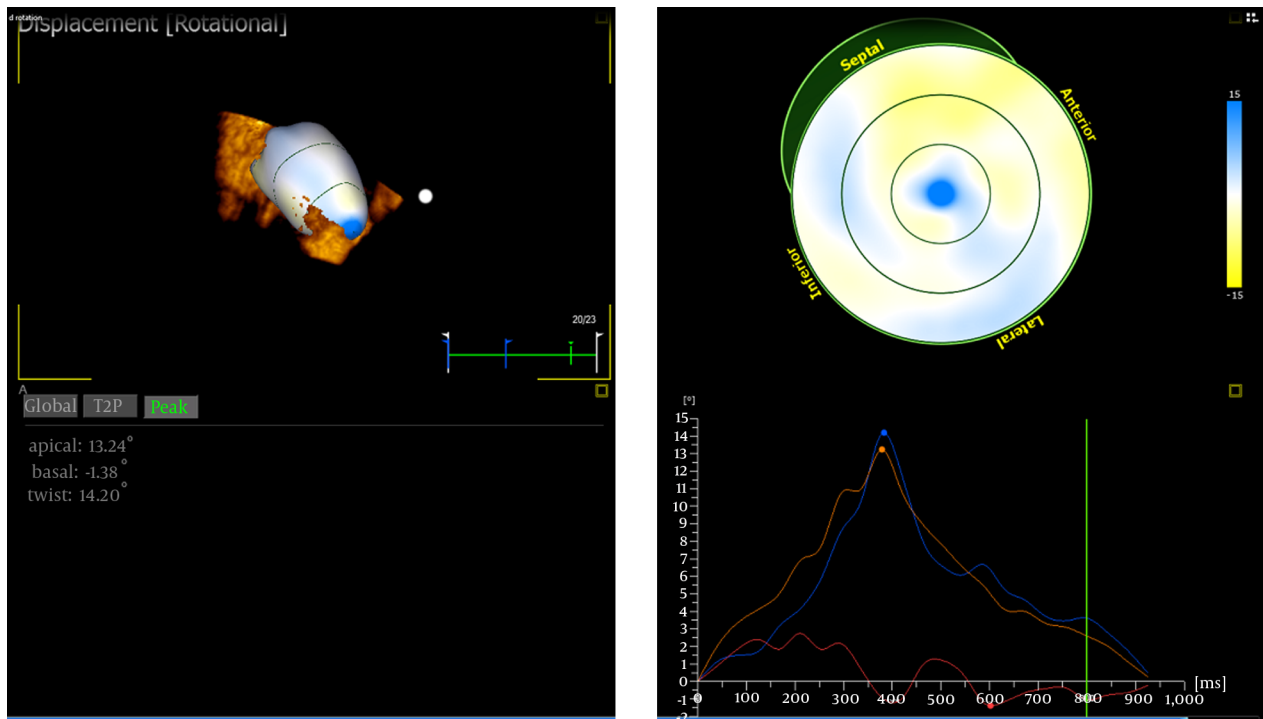 d rotation
Displacement [Rotational]
20/23
A
Global T2P Peak
apical: 13.24°
basal: -1.38°
twist: 14.20°
Septal
Anterior
Inferior
Lateral
15
-15
[°]
15
14
13
12
11
10
9
8
7
6
5
4
3
2
1
0
-1
-2
0 100 200 300 400 500 600 700 800 900 1,000 [ms]